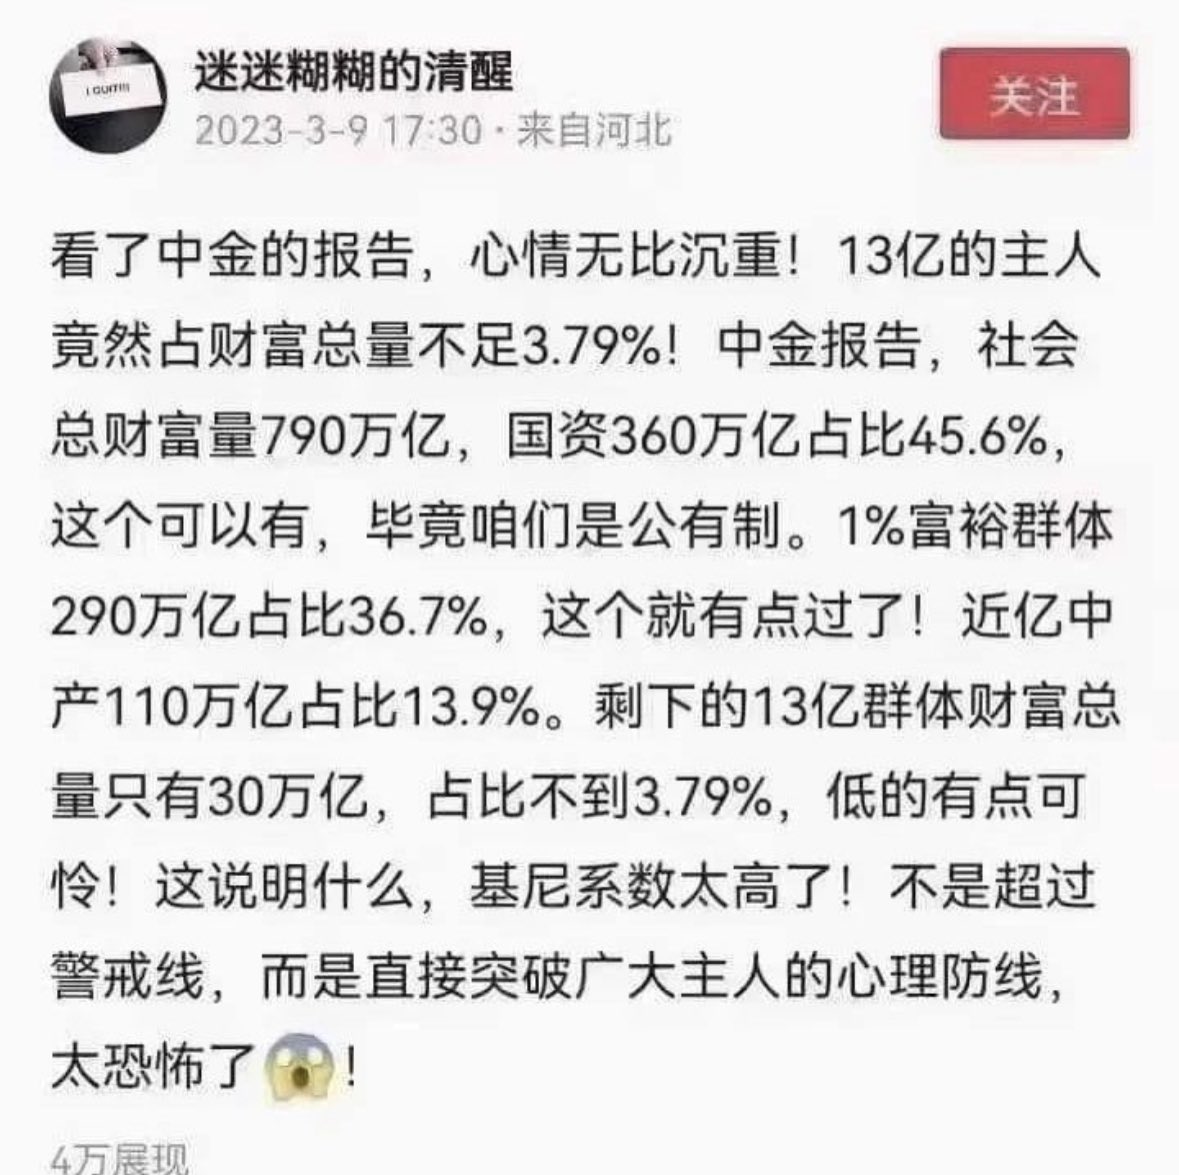 I QUIT!!!
迷迷糊糊的清醒
2023-3-9 17:30 · 来自河北
关注
看了中金的报告，心情无比沉重！13亿的主人
竟然占财富总量不足3.79%！中金报告，社会
总财富量790万亿，国资360万亿占比45.6%，
这个可以有，毕竟咱们是公有制。1%富裕群体
290万亿占比36.7%，这个就有点过了！近亿中
产110万亿占比13.9%。剩下的13亿群体财富总
量只有30万亿，占比不到3.79%，低的有点可
怜！这说明什么，基尼系数太高了！不是超过
警戒线，而是直接突破广大主人的心理防线，
太恐怖了😱！
4万展现